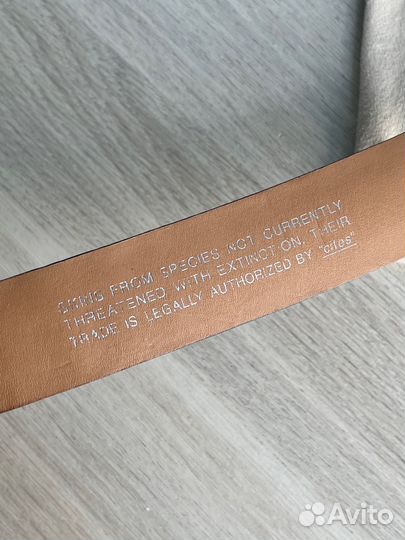 SKINS FROM SPECIES NOT CURRENTLY
THREATENED WITH EXTINCTION, THEIR
TRADE IS LEGALLY AUTHORIZED BY "cites"
Avito